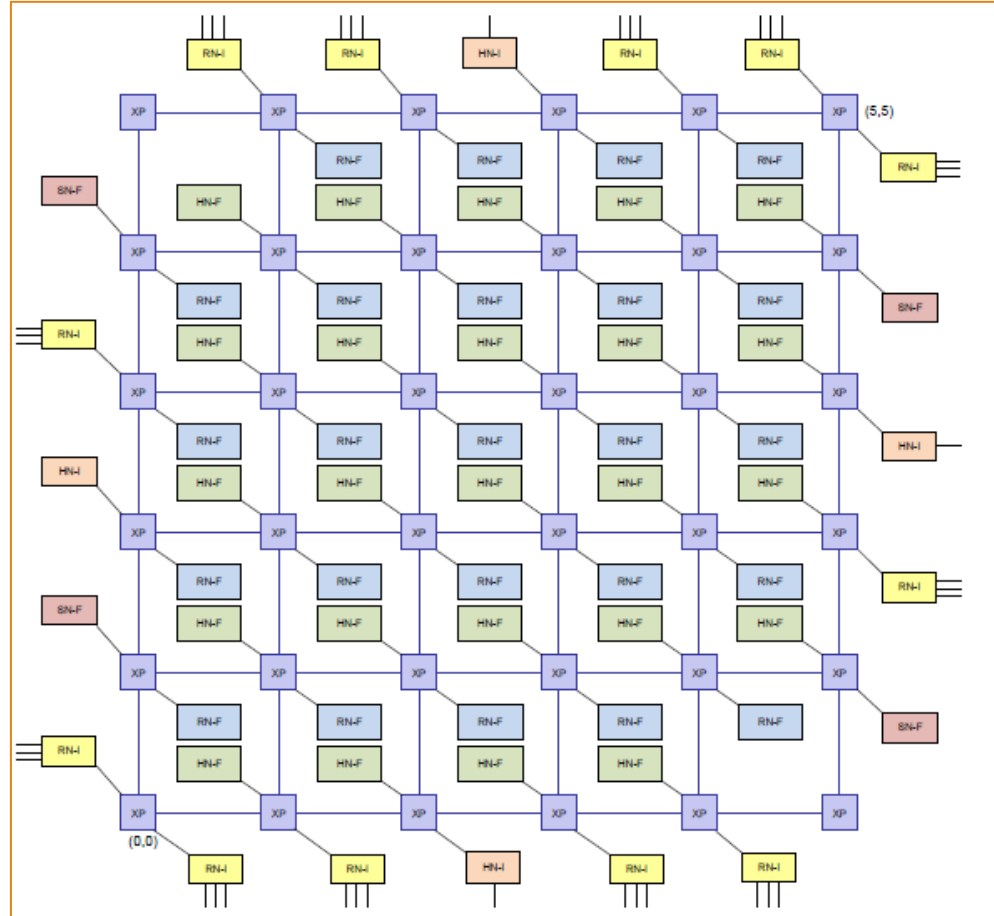 RN-I RN-I HN-I RN-I RN-I
XP XP XP XP XP XP (5,5)
RN-F RN-F RN-F RN-F RN-I
SN-F HN-F HN-F HN-F HN-F HN-F
XP XP XP XP XP XP
RN-F RN-F RN-F RN-F RN-F SN-F
RN-I HN-F HN-F HN-F HN-F HN-F
XP XP XP XP XP XP
RN-F RN-F RN-F RN-F RN-F HN-I
HN-I HN-F HN-F HN-F HN-F HN-F
XP XP XP XP XP XP
RN-F RN-F RN-F RN-F RN-F RN-I
SN-F HN-F HN-F HN-F HN-F HN-F
XP XP XP XP XP XP
RN-F RN-F RN-F RN-F RN-F SN-F
RN-I HN-F HN-F HN-F HN-F
XP XP XP XP XP XP
(0,0)
RN-I RN-I HN-I RN-I RN-I